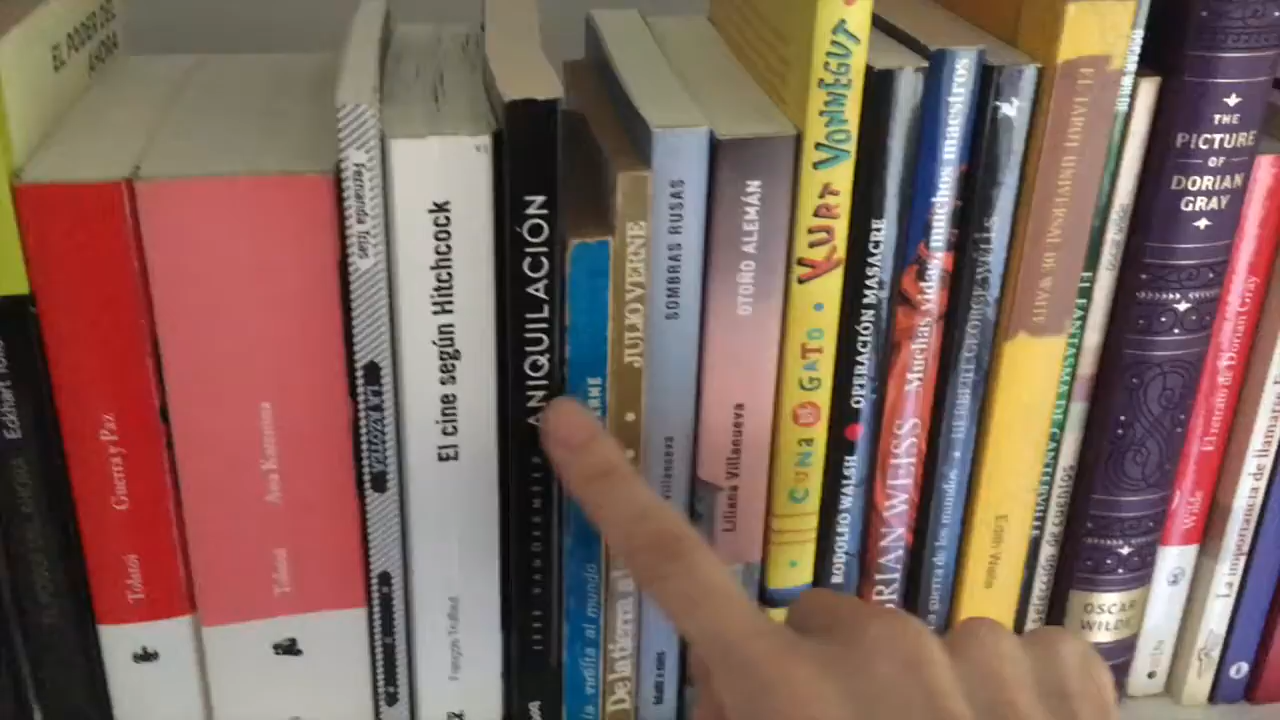 EL PODER DEL
AHORA
Eckhart Tolle
Guerra y Paz
Tolstoi
Ana Karenina
Tolstoi
Fernanda Trías
El cine según Hitchcock
François Truffaut
ANIQUILACIÓN
JEFF VANDERMEER
ERNE
la vuelta al mundo
JULIO VERNE
De la tierra a l
SOMBRAS RUSAS
Villanueva
OTOÑO ALEMÁN
Liliana Villanueva
KURT VONNEGUT
CUNA DE GATO
OPERACIÓN MASACRE
RODOLFO WALSH
Muchas vidas, muchos maestros
BRIAN WEISS
HERBERT GEORGE WELLS
la guerra de los mundos
EL FANTASMA DE CANTERVILLE
selección de cuentos
THE
PICTURE
OF
DORIAN
GRAY
OSCAR
WILDE
El retrato de Dorian Gray
Wilde
La importancia de llamarse E